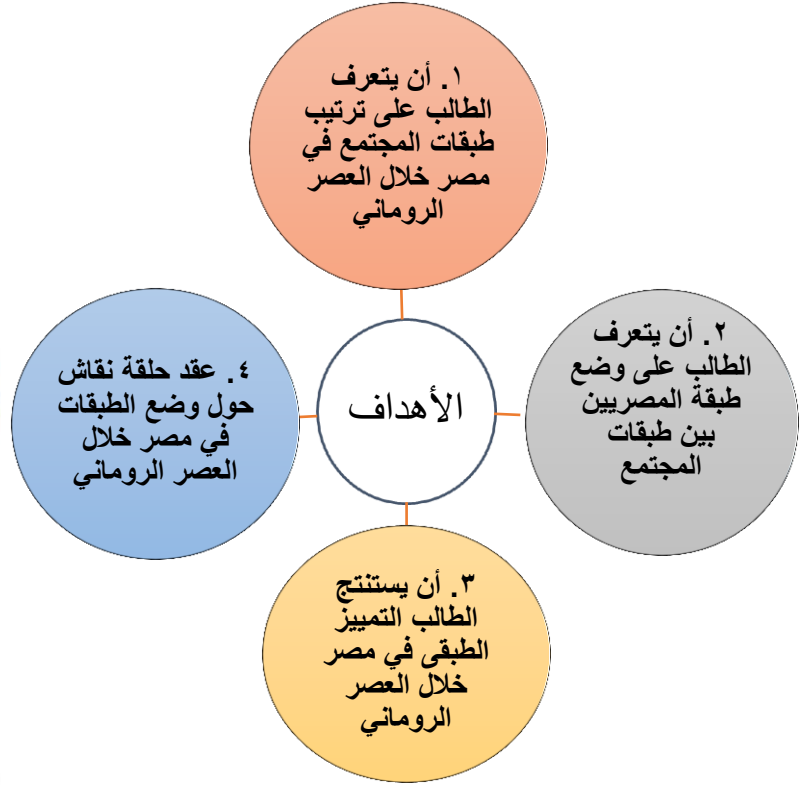 ١. أن يتعرف
الطالب على ترتيب
طبقات المجتمع في
مصر خلال العصر
الروماني
٢. أن يتعرف
الطالب على وضع
طبقة المصريين
بين طبقات
المجتمع
الأهداف
٤. عقد حلقة نقاش
حول وضع الطبقات
في مصر خلال
العصر الروماني
٣. أن يستنتج
الطالب التمييز
الطبقى في مصر
خلال العصر
الروماني